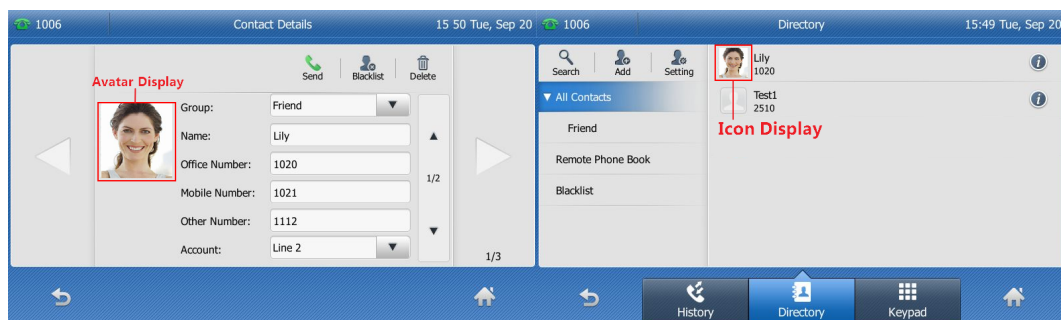 1006
Contact Details
15 50 Tue, Sep 20
Send
Blacklist
Delete
Avatar Display
Group:
Friend
Name:
Lily
Office Number:
1020
Mobile Number:
1021
Other Number:
1112
Account:
Line 2
1/2
1/3
1006
Directory
15:49 Tue, Sep 20
Search
Add
Setting
All Contacts
Friend
Remote Phone Book
Blacklist
Lily
1020
Test1
2510
Icon Display
History
Directory
Keypad